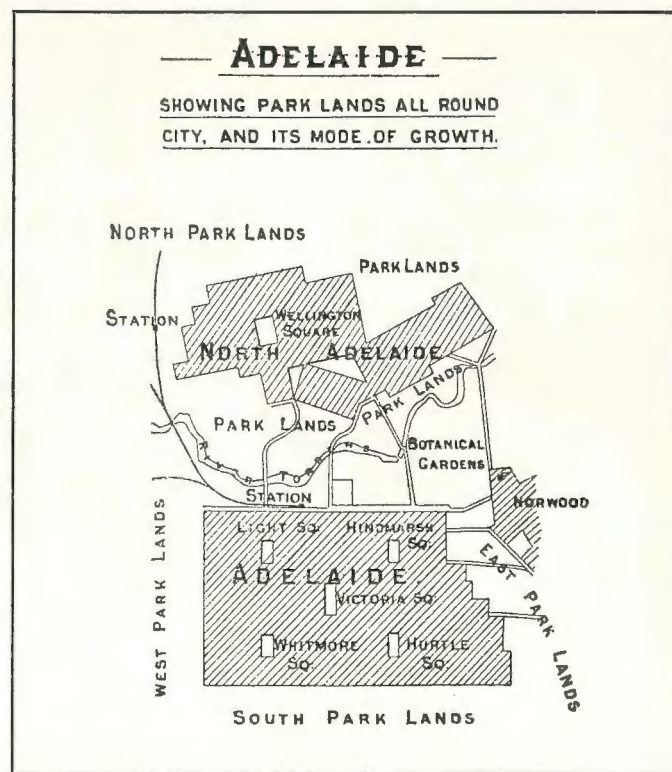 ADELAIDE
SHOWING PARK LANDS ALL ROUND
CITY, AND ITS MODE.OF GROWTH.
NORTH PARK LANDS
PARK LANDS
STATION
WELLINGTON
SQUARE
NORTH ADELAIDE
PARK LANDS
PARK LANDS
RIVER TORRENS
BOTANICAL
GARDENS
STATION
NORWOOD
LIGHT SQ.
HINDMARSH
SQ.
ADELAIDE.
VICTORIA SQ.
WHITMORE
SQ.
HURTLE
SQ.
WEST PARK LANDS
EAST PARK LANDS
SOUTH PARK LANDS